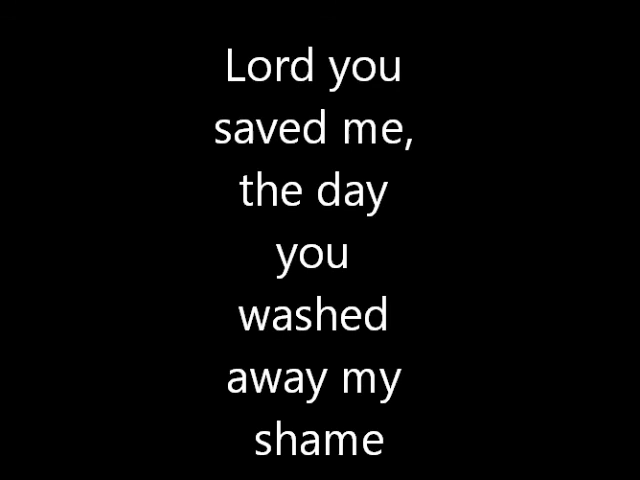 Lord you
saved me,
the day
you
washed
away my
shame